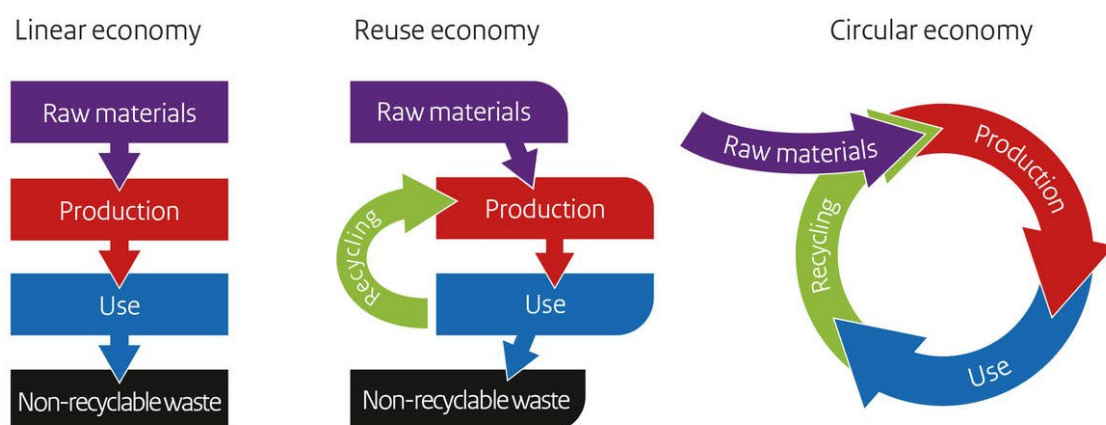 Linear economy
Raw materials
Production
Use
Non-recyclable waste
Reuse economy
Raw materials
Production
Recycling
Use
Non-recyclable waste
Circular economy
Raw materials
Production
Recycling
Use